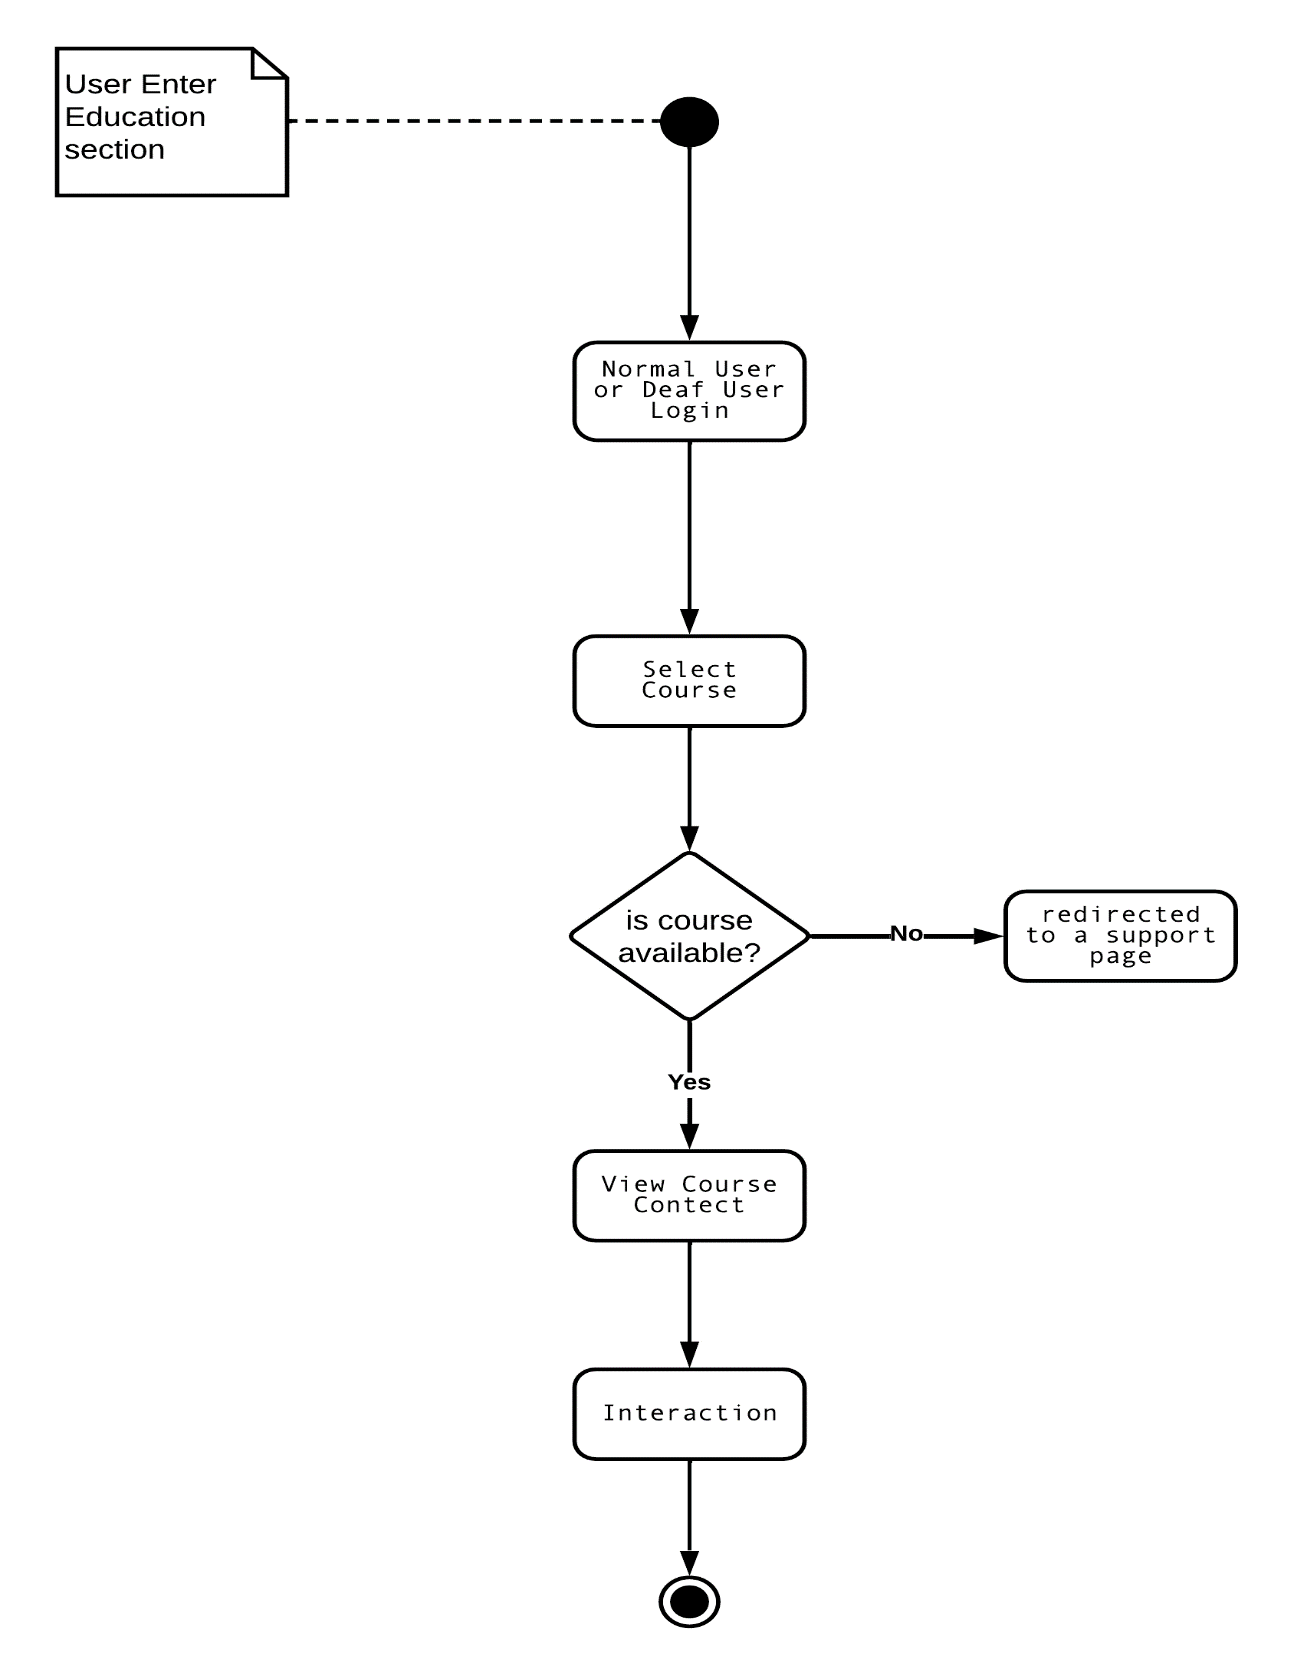 User Enter
Education
section
Normal User
or Deaf User
Login
Select
Course
is course
available?
No
redirected
to a support
page
Yes
View Course
Contect
Interaction